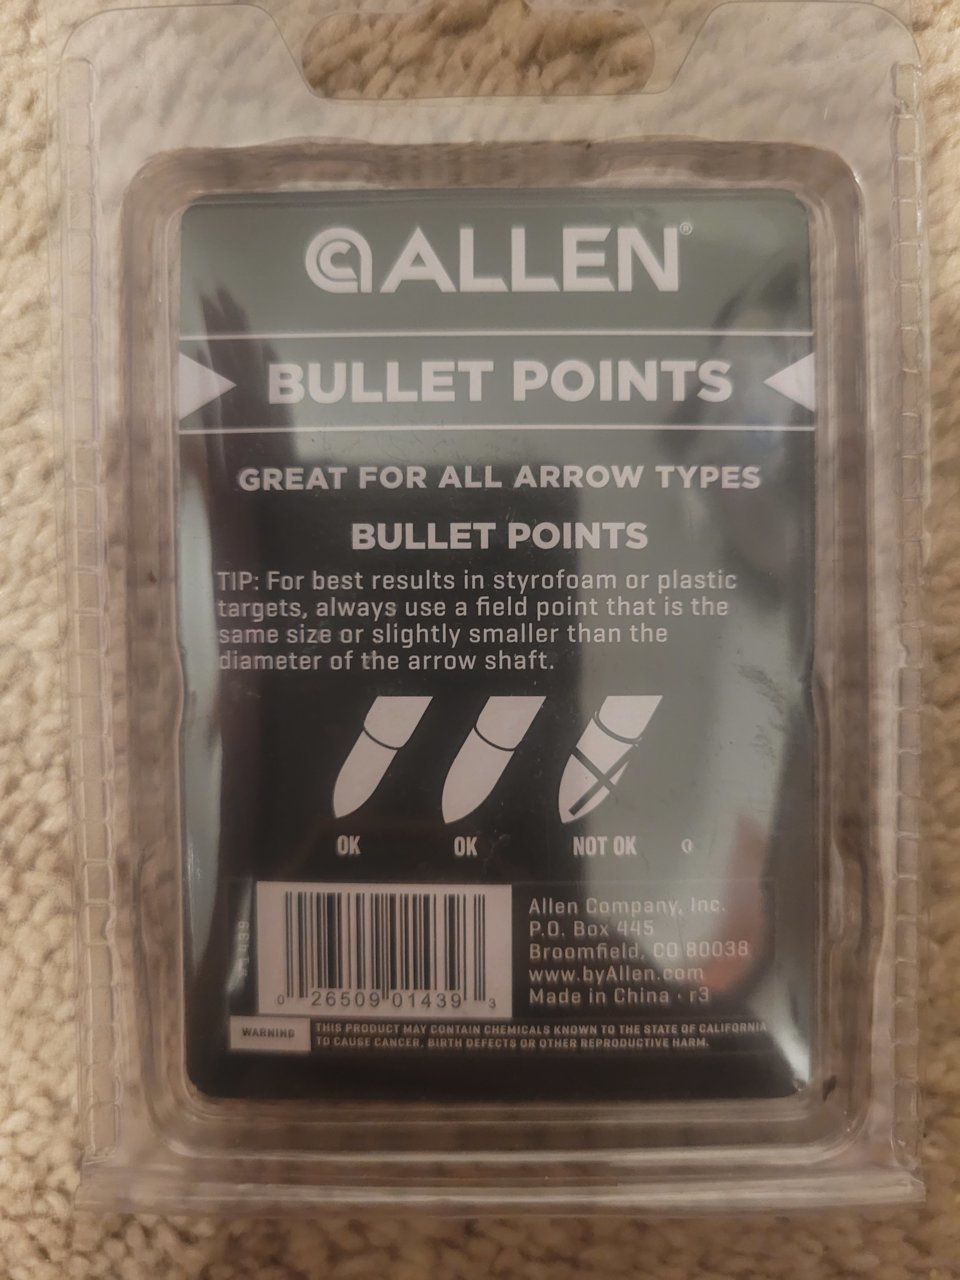 ALLEN®
BULLET POINTS
GREAT FOR ALL ARROW TYPES
BULLET POINTS
TIP: For best results in styrofoam or plastic
targets, always use a field point that is the
same size or slightly smaller than the
diameter of the arrow shaft.
OK OK NOT OK
#1439
0 26509 01439 3
Allen Company, Inc.
P.O. Box 445
Broomfield, CO 80038
www.byAllen.com
Made in China · r3
WARNING
THIS PRODUCT MAY CONTAIN CHEMICALS KNOWN TO THE STATE OF CALIFORNIA
TO CAUSE CANCER, BIRTH DEFECTS OR OTHER REPRODUCTIVE HARM.